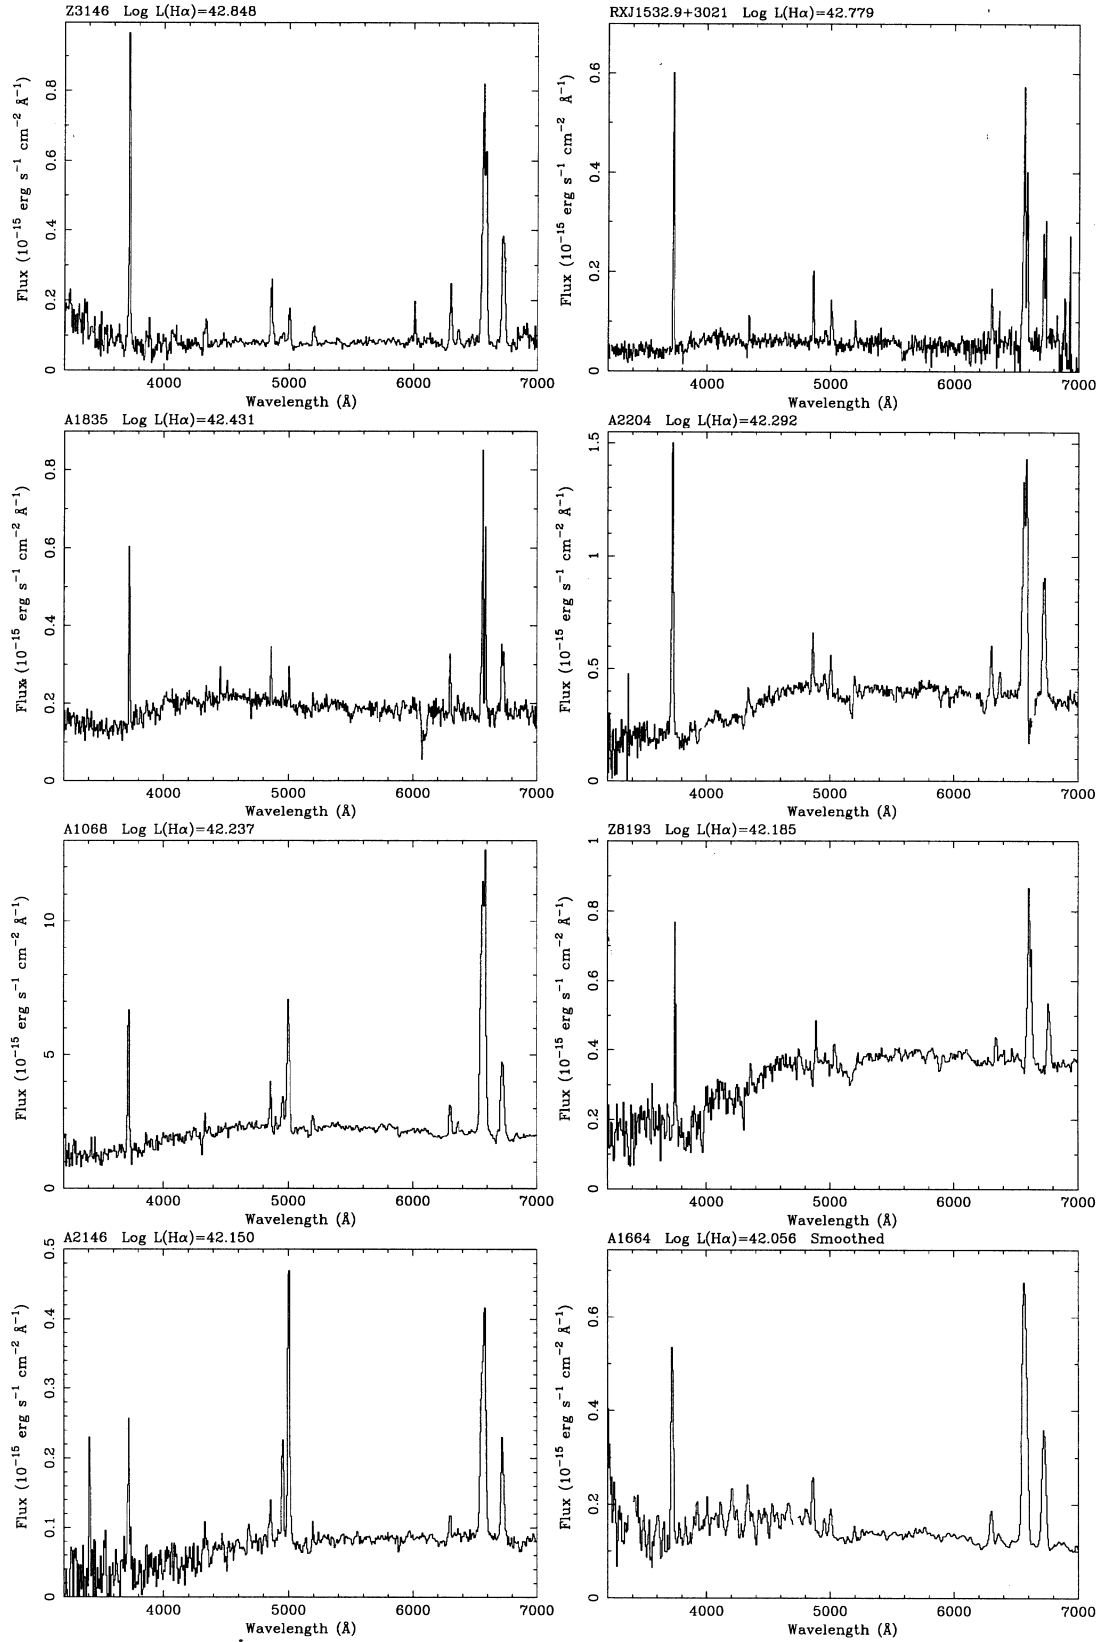 Z3146 Log L(Hα)=42.848
Flux (10⁻¹⁵ erg s⁻¹ cm⁻² Å⁻¹)
0.8
0.6
0.4
0.2
0
4000 5000 6000 7000
Wavelength (Å)
RXJ1532.9+3021 Log L(Hα)=42.779
Flux (10⁻¹⁵ erg s⁻¹ cm⁻² Å⁻¹)
0.6
0.4
0.2
0
4000 5000 6000 7000
Wavelength (Å)
A1835 Log L(Hα)=42.431
Flux (10⁻¹⁵ erg s⁻¹ cm⁻² Å⁻¹)
0.8
0.6
0.4
0.2
0
4000 5000 6000 7000
Wavelength (Å)
A2204 Log L(Hα)=42.292
Flux (10⁻¹⁵ erg s⁻¹ cm⁻² Å⁻¹)
1.5
1
0.5
0
4000 5000 6000 7000
Wavelength (Å)
A1068 Log L(Hα)=42.237
Flux (10⁻¹⁵ erg s⁻¹ cm⁻² Å⁻¹)
10
5
0
4000 5000 6000 7000
Wavelength (Å)
Z8193 Log L(Hα)=42.185
Flux (10⁻¹⁵ erg s⁻¹ cm⁻² Å⁻¹)
1
0.8
0.6
0.4
0.2
0
4000 5000 6000 7000
Wavelength (Å)
A2146 Log L(Hα)=42.150
Flux (10⁻¹⁵ erg s⁻¹ cm⁻² Å⁻¹)
0.5
0.4
0.3
0.2
0.1
0
4000 5000 6000 7000
Wavelength (Å)
A1664 Log L(Hα)=42.056 Smoothed
Flux (10⁻¹⁵ erg s⁻¹ cm⁻² Å⁻¹)
0.6
0.4
0.2
0
4000 5000 6000 7000
Wavelength (Å)